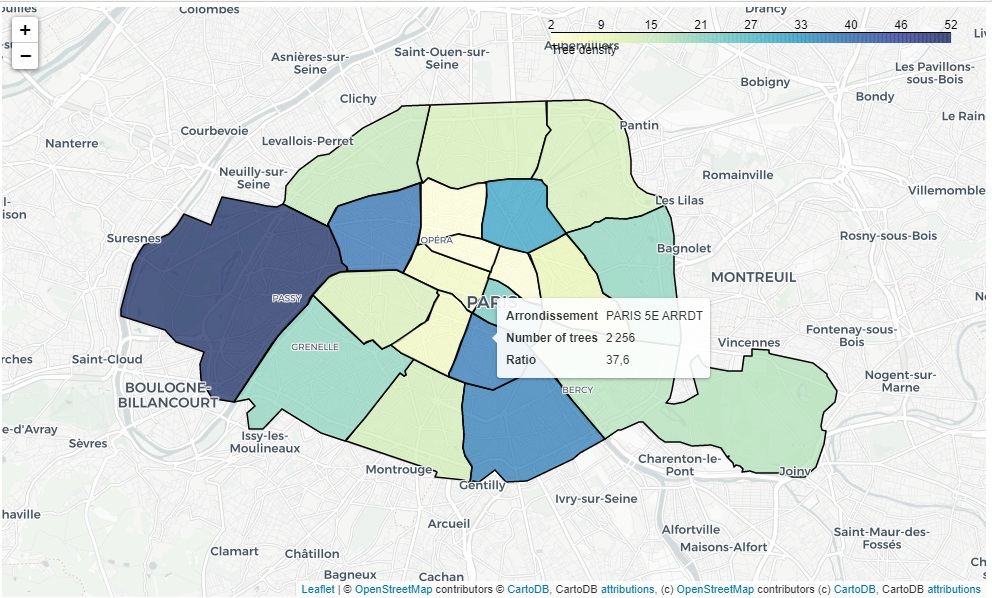 Colombes
Drancy
+
−
2 9 15 21 27 33 40 46 52
Tree density
Aubervilliers
Saint-Ouen-sur-
Seine
Asnières-sur-
Seine
Les Pavillons-
sous-Bois
Bobigny
Bondy
Clichy
Le Rain
Pantin
Courbevoie
Levallois-Perret
Nanterre
Neuilly-sur-
Seine
Romainville
Villemomble
Les Lilas
ison
Suresnes
OPÉRA
Rosny-sous-Bois
Bagnolet
MONTREUIL
PASSY
PARIS
Arrondissement PARIS 5E ARRDT
Number of trees 2 256
Ratio 37,6
Fontenay-sous-
Bois
Vincennes
GRENELLE
rches
Saint-Cloud
Nogent-sur-
Marne
BOULOGNE-
BILLANCOURT
BERCY
e-d'Avray
Sèvres
Issy-les-
Moulineaux
Montrouge
Charenton-le-
Pont
Joinv
Gentilly
Ivry-sur-Seine
haville
Arcueil
Alfortville
Saint-Maur-des-
Fossés
Maisons-Alfort
Clamart
Châtillon
Bagneux
Cachan
Leaflet | © OpenStreetMap contributors © CartoDB, CartoDB attributions, (c) OpenStreetMap contributors (c) CartoDB, CartoDB attributions